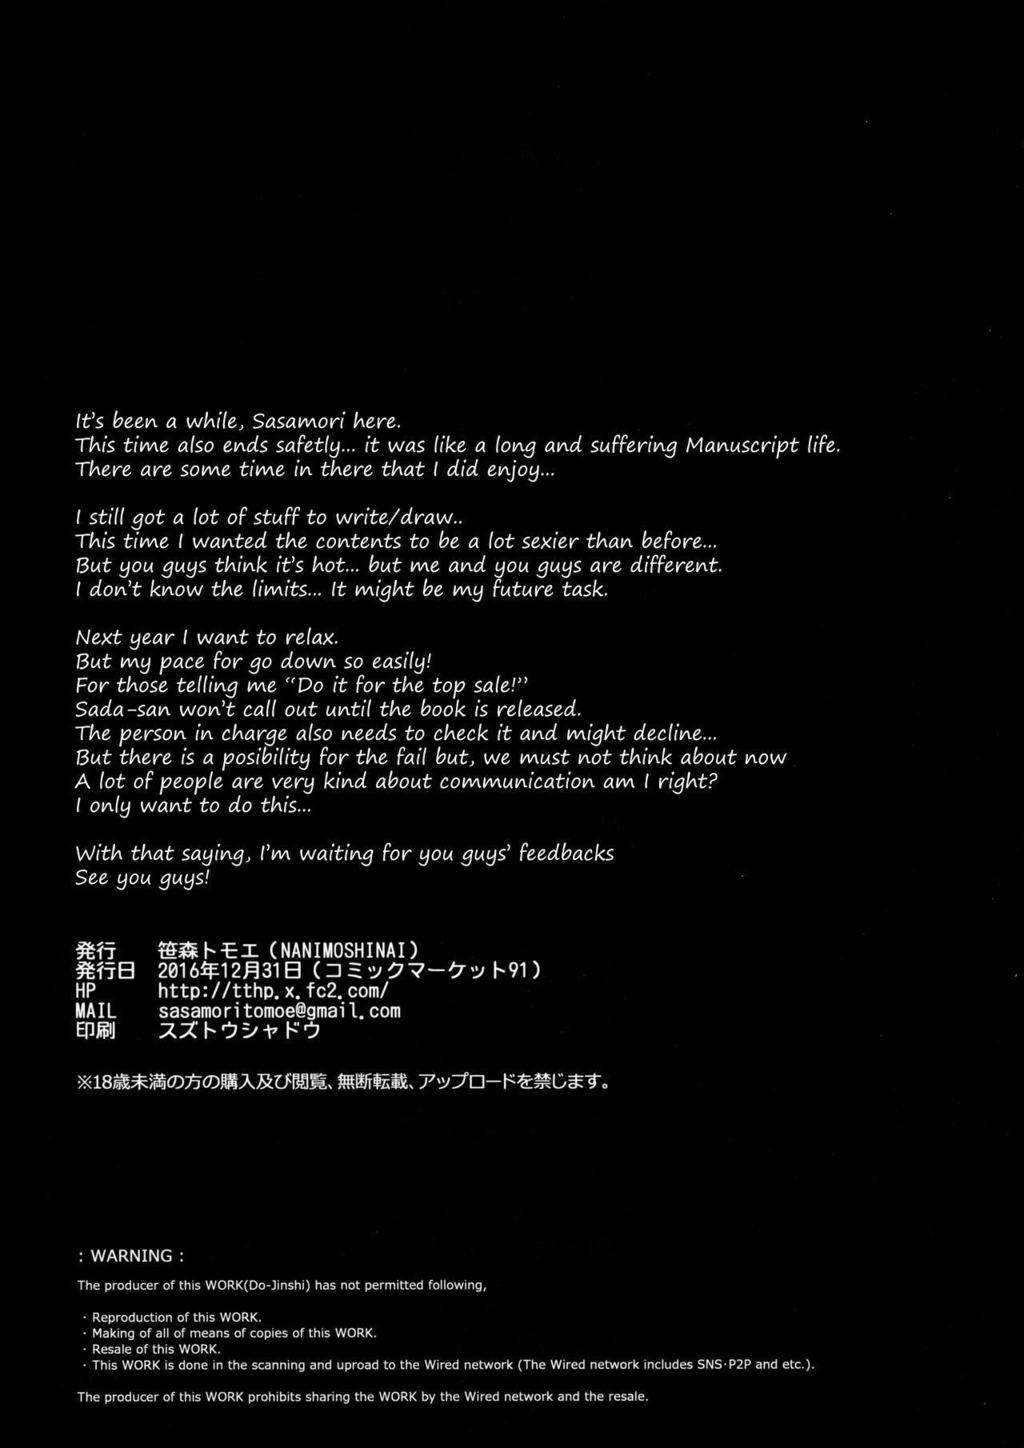 It's been a while, Sasamori here.
This time also ends safetly... it was like a long and suffering Manuscript life.
There are some time in there that I did enjoy...
I still got a lot of stuff to write/draw..
This time I wanted the contents to be a lot sexier than before...
But you guys think it's hot... but me and you guys are different.
I don't know the limits... It might be my future task.
Next year I want to relax.
But my pace for go down so easily!
For those telling me “Do it for the top sale!”
Sada-san won't call out until the book is released.
The person in charge also needs to check it and might decline...
But there is a posibility for the fail but, we must not think about now
A lot of people are very kind about communication am I right?
I only want to do this...
With that saying, I'm waiting for you guys' feedbacks
See you guys!
発行 笹森トモエ（NANIMOSHINAI）
発行日 2016年12月31日（コミックマーケット91）
HP http://tthp.x.fc2.com/
MAIL sasamoritomoe@gmail.com
印刷 スズトウシャドウ
※18歳未満の方の購入及び閲覧、無断転載、アップロードを禁じます。
: WARNING :
The producer of this WORK(Do-Jinshi) has not permitted following,
・Reproduction of this WORK.
・Making of all of means of copies of this WORK.
・Resale of this WORK.
・This WORK is done in the scanning and uproad to the Wired network (The Wired network includes SNS・P2P and etc.).
The producer of this WORK prohibits sharing the WORK by the Wired network and the resale.